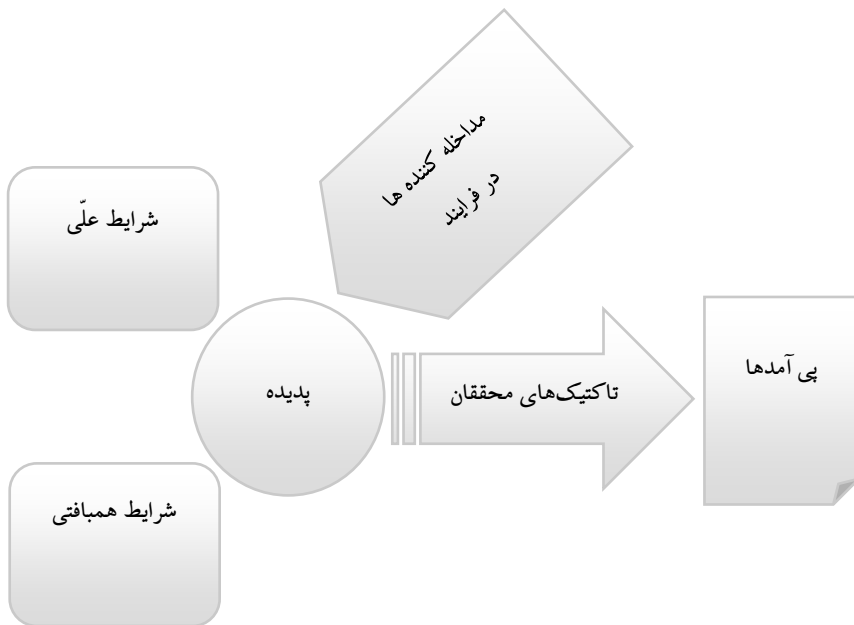 مداخله کننده ها
در فرایند
شرایط علّی
پدیده
تاکتیک‌های محققان
پی آمدها
شرایط همبافتی